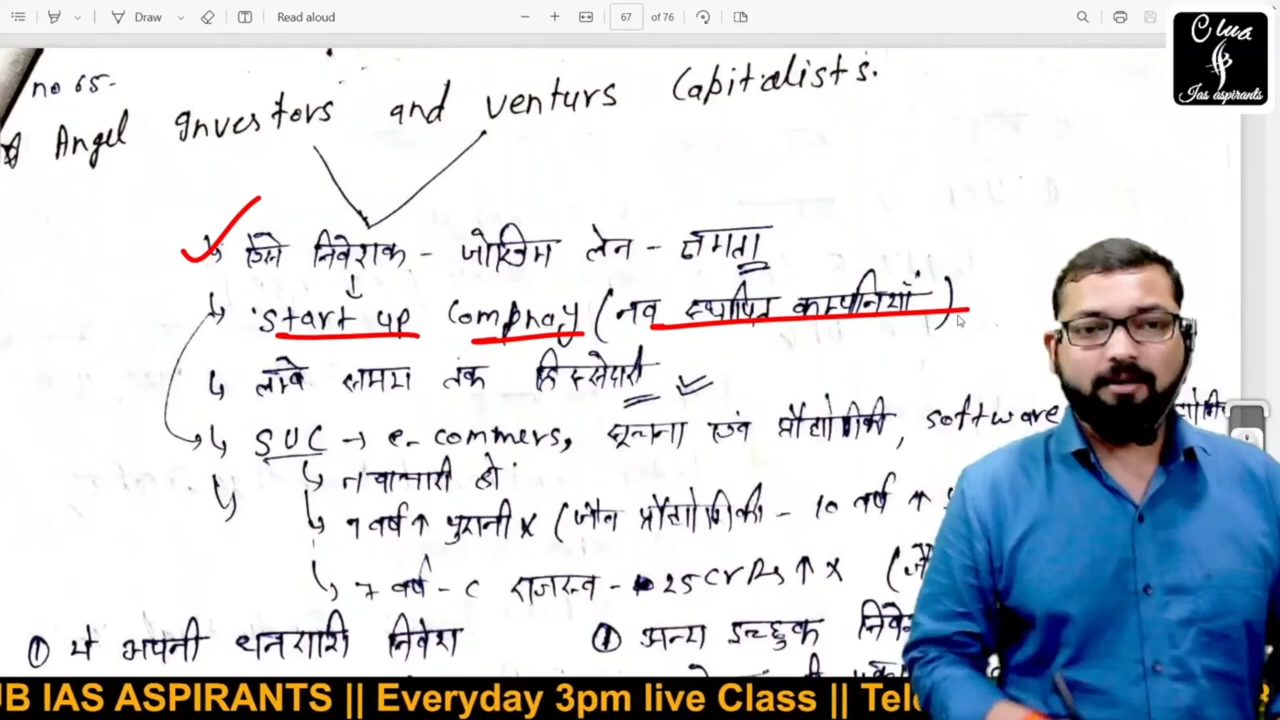 Draw
Read aloud
67 of 76
Clua
Ias aspirants
no 65-
Angel Investors and venturs Capitalists.
ऐसे निवेशक - जोखिम लेन - क्षमता
Start up Compnay (नव स्थापित कम्पनियाँ)
लंबे समय तक हिस्सेदारी
SUC → e-commers, सूचना एवं प्रौद्योगिकी, software
नवाचारी हो
7 वर्ष ↑ पुरानी × (जैव प्रौद्योगिकी - 10 वर्ष ↑
7 वर्ष - C राजस्व - 25 Cr Rs ↑ × (
① ये अपनी धनराशी निवेश
① अन्य इच्छुक
UB IAS ASPIRANTS || Everyday 3pm live Class || Tele